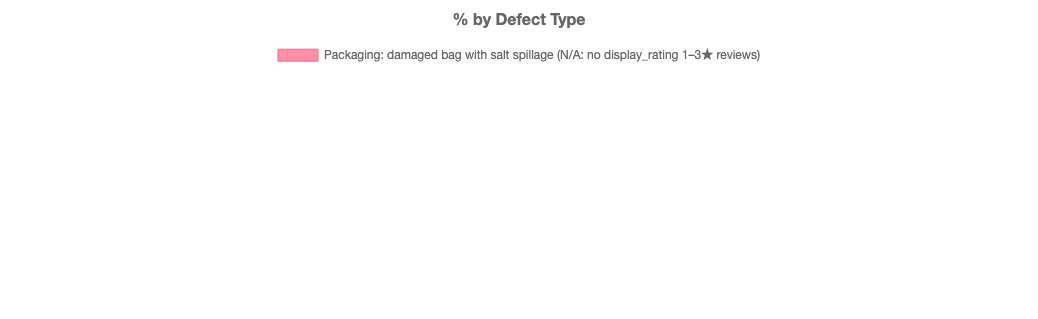 % by Defect Type
Packaging: damaged bag with salt spillage (N/A: no display_rating 1–3★ reviews)